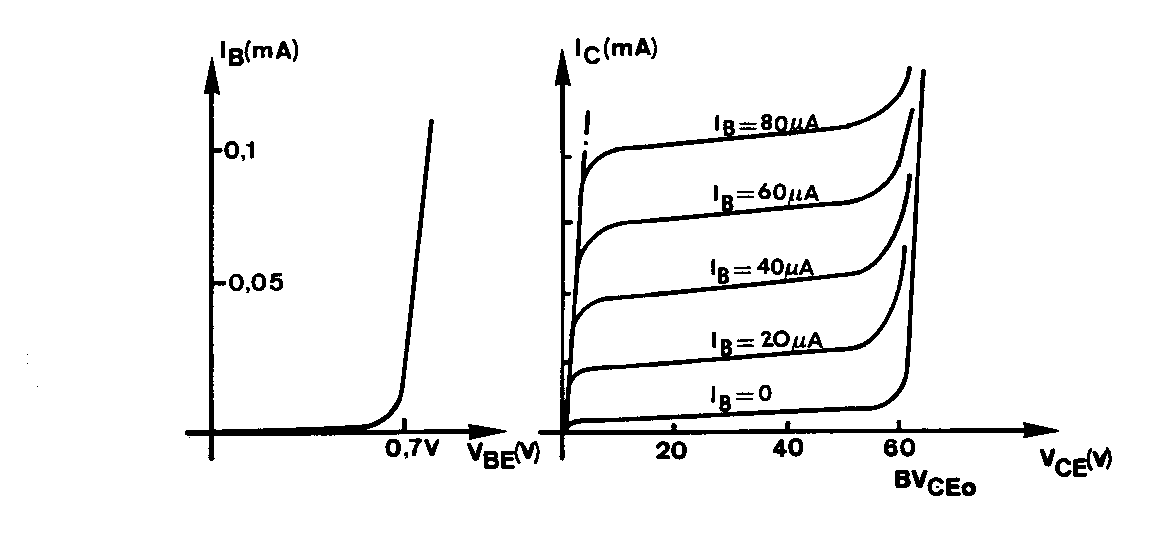 I_B(mA)
0,1
0,05
0,7V
V_BE(V)
I_C(mA)
I_B=80µA
I_B=60µA
I_B=40µA
I_B=20µA
I_B=0
20 40 60
V_CE(V)
BV_CEo